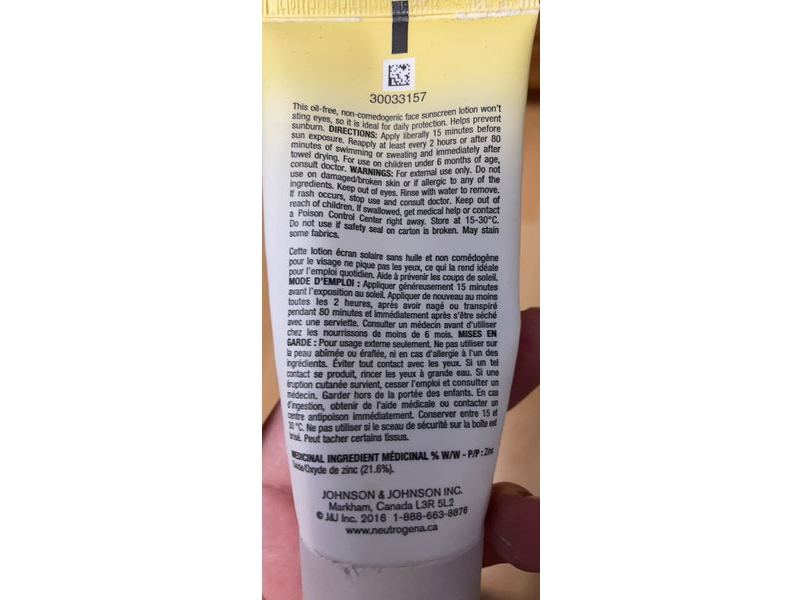 30033157
This oil-free, non-comedogenic face sunscreen lotion won't
sting eyes, so it is ideal for daily protection. Helps prevent
sunburn. DIRECTIONS: Apply liberally 15 minutes before
sun exposure. Reapply at least every 2 hours or after 80
minutes of swimming or sweating and immediately after
towel drying. For use on children under 6 months of age,
consult doctor. WARNINGS: For external use only. Do not
use on damaged/broken skin or if allergic to any of the
ingredients. Keep out of eyes. Rinse with water to remove.
If rash occurs, stop use and consult doctor. Keep out of
reach of children. If swallowed, get medical help or contact
a Poison Control Center right away. Store at 15-30°C.
Do not use if safety seal on carton is broken. May stain
some fabrics.
Cette lotion écran solaire sans huile et non comédogène
pour le visage ne pique pas les yeux, ce qui la rend idéale
pour l'emploi quotidien. Aide à prévenir les coups de soleil.
MODE D'EMPLOI : Appliquer généreusement 15 minutes
avant l'exposition au soleil. Appliquer de nouveau au moins
toutes les 2 heures, après avoir nagé ou transpiré
pendant 80 minutes et immédiatement après s'être séché
avec une serviette. Consulter un médecin avant d'utiliser
chez les nourrissons de moins de 6 mois. MISES EN
GARDE : Pour usage externe seulement. Ne pas utiliser sur
la peau abîmée ou éraflée, ni en cas d'allergie à l'un des
ingrédients. Éviter tout contact avec les yeux. Si un tel
contact se produit, rincer les yeux à grande eau. Si une
éruption cutanée survient, cesser l'emploi et consulter un
médecin. Garder hors de la portée des enfants. En cas
d'ingestion, obtenir de l'aide médicale ou contacter un
centre antipoison immédiatement. Conserver entre 15 et
30 °C. Ne pas utiliser si le sceau de sécurité sur la boîte est
brisé. Peut tacher certains tissus.
MEDICINAL INGREDIENT MÉDICINAL % W/W - P/P : Zinc
Oxide/Oxyde de zinc (21.6%).
JOHNSON & JOHNSON INC.
Markham, Canada L3R 5L2
© J&J Inc. 2016 1-888-663-8876
www.neutrogena.ca